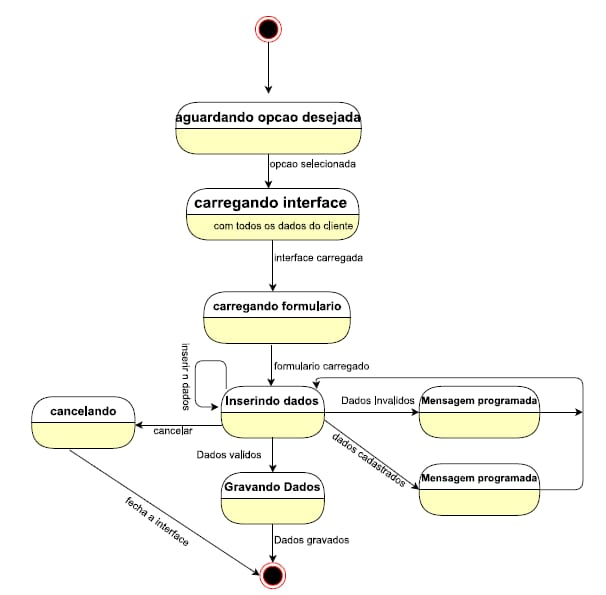 aguardando opcao desejada
opcao selecionada
carregando interface
com todos os dados do cliente
interface carregada
carregando formulario
formulario carregado
inserir n dados
Inserindo dados
Dados Invalidos
Mensagem programada
cancelando
cancelar
dados cadastrados
Dados validos
Mensagem programada
Gravando Dados
fecha a interface
Dados gravados